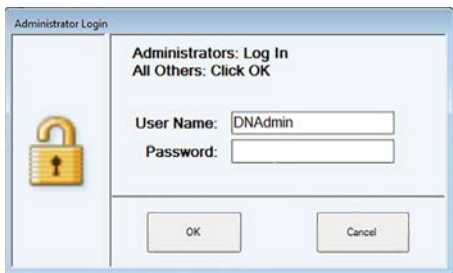 Administrator Login
Administrators: Log In
All Others: Click OK
User Name: DNAdmin
Password:
OK Cancel